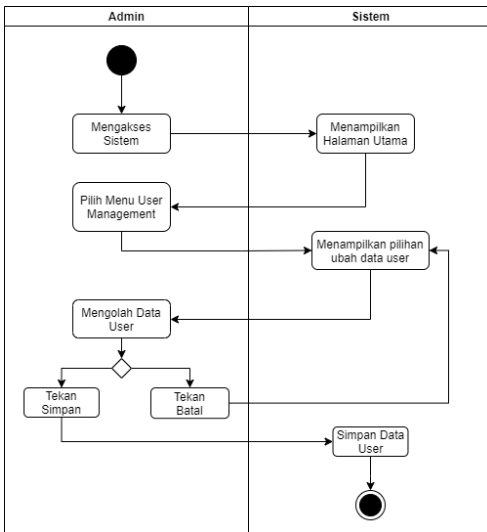 Admin
Sistem
Mengakses
Sistem
Menampilkan
Halaman Utama
Pilih Menu User
Management
Menampilkan pilihan
ubah data user
Mengolah Data
User
Tekan
Simpan
Tekan
Batal
Simpan Data
User